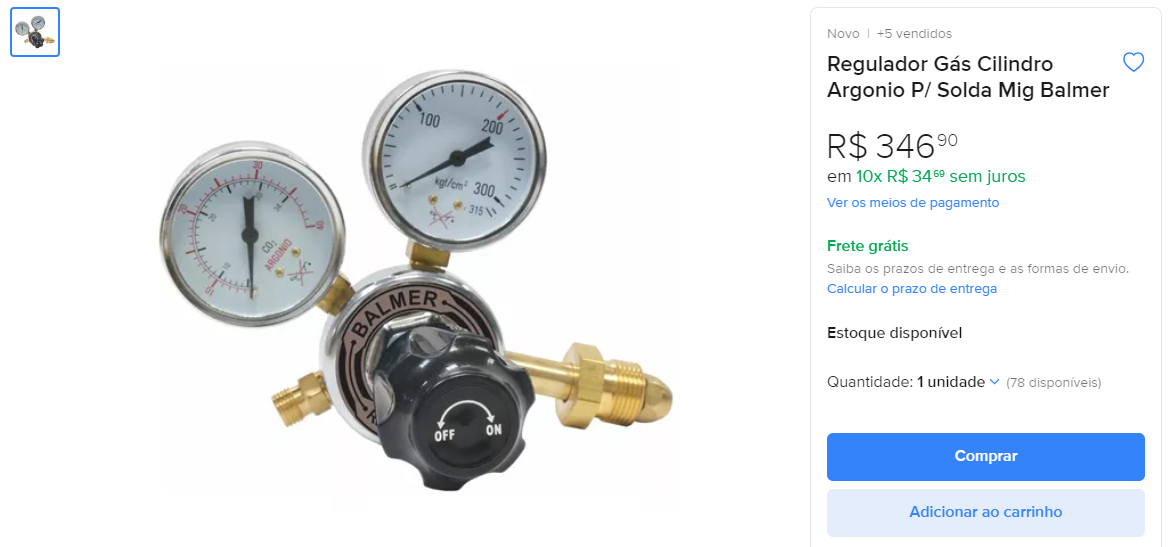 Novo | +5 vendidos
Regulador Gás Cilindro
Argonio P/ Solda Mig Balmer
R$ 346 90
em 10x R$ 34 69 sem juros
Ver os meios de pagamento
Frete grátis
Saiba os prazos de entrega e as formas de envio.
Calcular o prazo de entrega
Estoque disponível
Quantidade: 1 unidade (78 disponíveis)
Comprar
Adicionar ao carrinho
100
200
kgf/cm²
300
315
30
20
10
CO₂
ARGONIO
BALMER
OFF ON